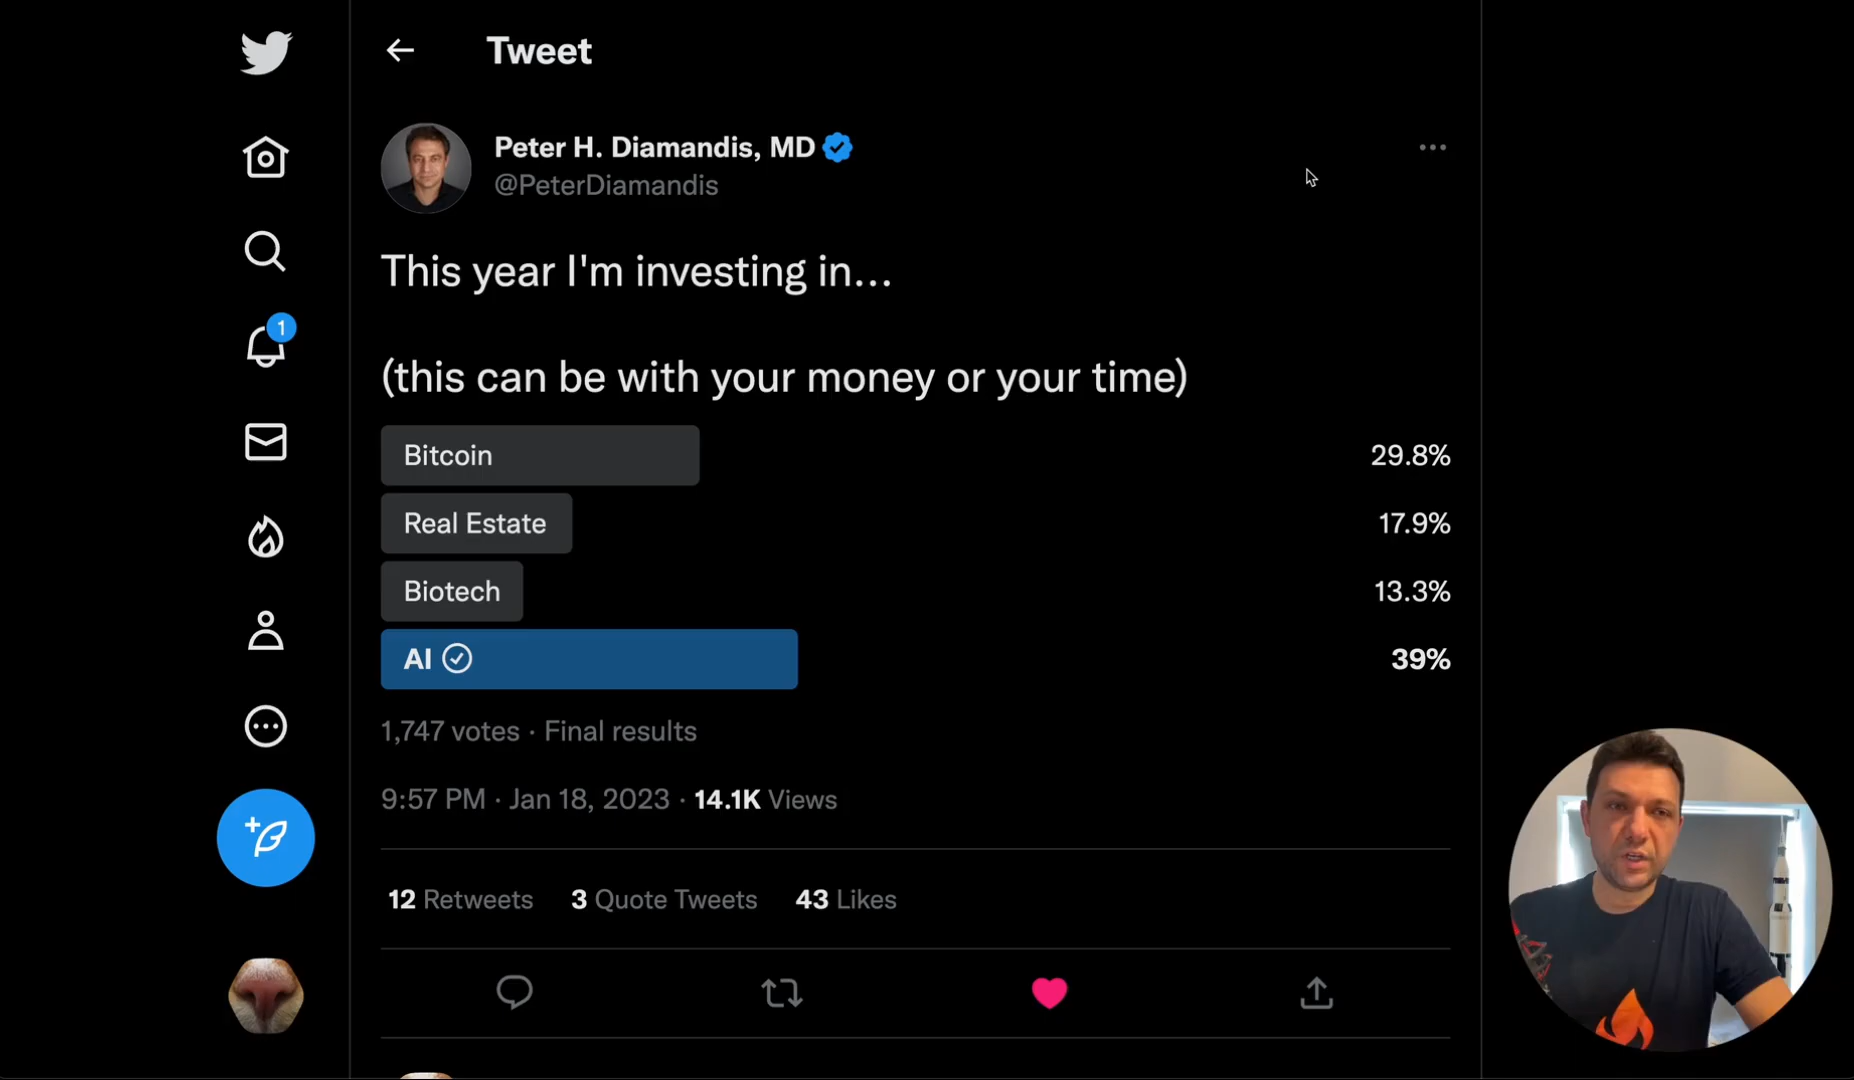 Tweet
Peter H. Diamandis, MD
@PeterDiamandis
This year I'm investing in...
(this can be with your money or your time)
Bitcoin 29.8%
Real Estate 17.9%
Biotech 13.3%
AI 39%
1,747 votes · Final results
9:57 PM · Jan 18, 2023 · 14.1K Views
12 Retweets 3 Quote Tweets 43 Likes
1